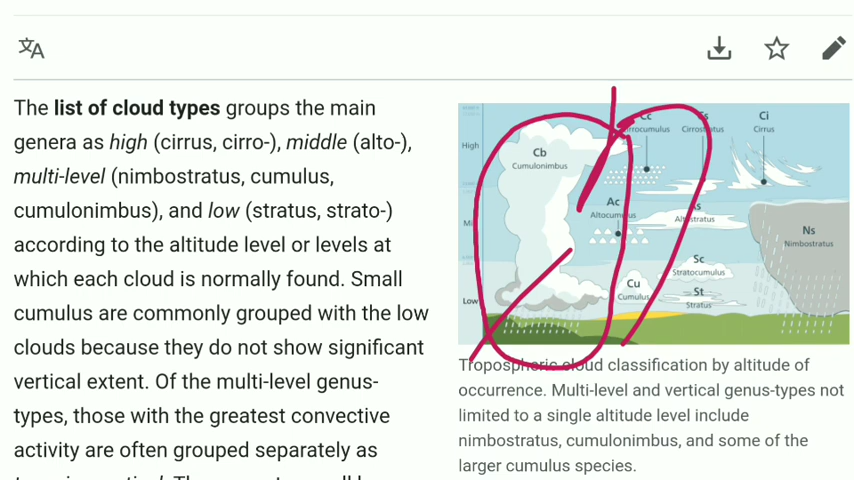 The list of cloud types groups the main
genera as high (cirrus, cirro-), middle (alto-),
multi-level (nimbostratus, cumulus,
cumulonimbus), and low (stratus, strato-)
according to the altitude level or levels at
which each cloud is normally found. Small
cumulus are commonly grouped with the low
clouds because they do not show significant
vertical extent. Of the multi-level genus-
types, those with the greatest convective
activity are often grouped separately as
High
Low
Cb
Cumulonimbus
Cc
Ci
Cirrus
Ac
Altocumulus
Ns
Nimbostratus
Sc
Stratocumulus
Cu
Cumulus
St
Stratus
Tropospheric cloud classification by altitude of
occurrence. Multi-level and vertical genus-types not
limited to a single altitude level include
nimbostratus, cumulonimbus, and some of the
larger cumulus species.